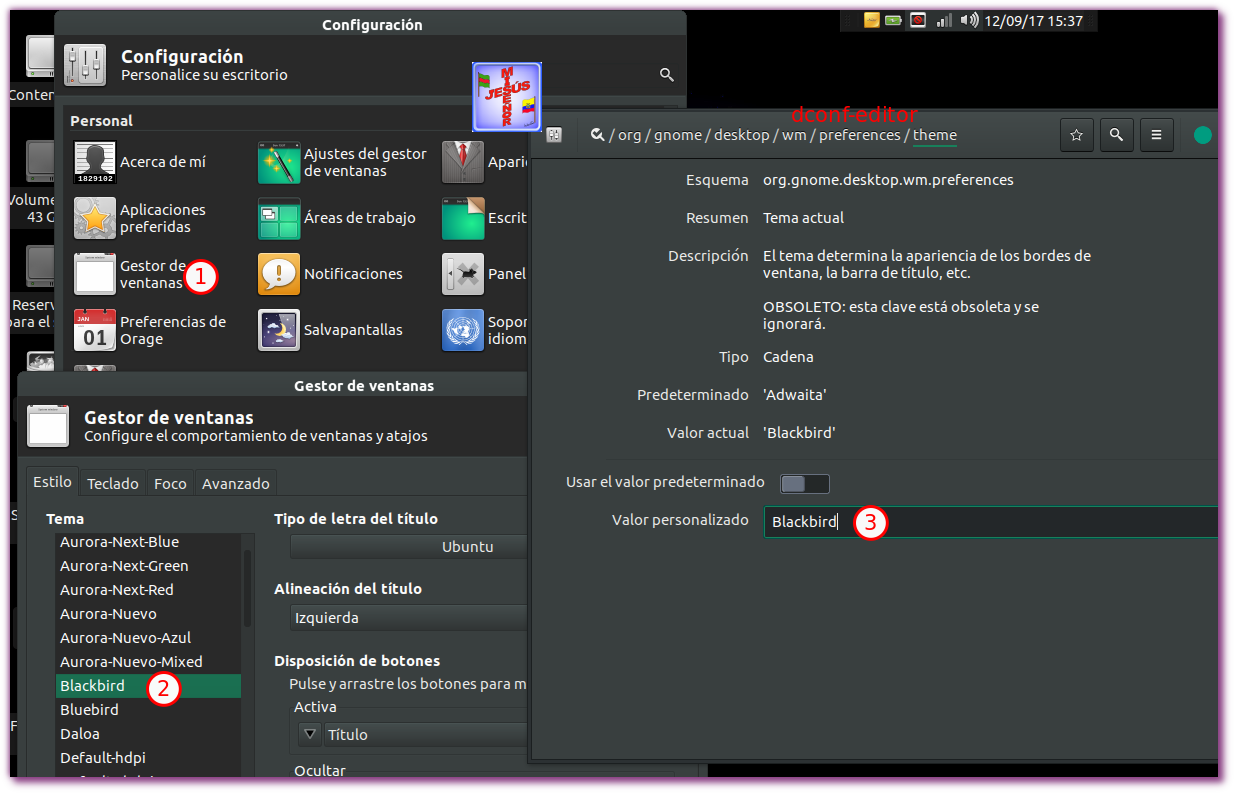 Configuración
12/09/17 15:37
Configuración
Personalice su escritorio
MISEÑOR
JESÚS
Conten
Volume
43 G
Reserv
para el
Personal
Acerca de mí
1829102
Ajustes del gestor
de ventanas
Apari
Aplicaciones
preferidas
Áreas de trabajo
Escrit
Gestor de
ventanas
1
Notificaciones
Panel
JAN
01
Preferencias de
Orage
Salvapantallas
Sopor
idiom
dconf-editor
/ org / gnome / desktop / wm / preferences / theme
Esquema org.gnome.desktop.wm.preferences
Resumen Tema actual
Descripción El tema determina la apariencia de los bordes de
ventana, la barra de título, etc.
OBSOLETO: esta clave está obsoleta y se
ignorará.
Tipo Cadena
Predeterminado 'Adwaita'
Valor actual 'Blackbird'
Usar el valor predeterminado
Valor personalizado Blackbird 3
Gestor de ventanas
Gestor de ventanas
Configure el comportamiento de ventanas y atajos
Estilo Teclado Foco Avanzado
Tema
Aurora-Next-Blue
Aurora-Next-Green
Aurora-Next-Red
Aurora-Nuevo
Aurora-Nuevo-Azul
Aurora-Nuevo-Mixed
Blackbird 2
Bluebird
Daloa
Default-hdpi
Tipo de letra del título
Ubuntu
Alineación del título
Izquierda
Disposición de botones
Pulse y arrastre los botones para m
Activa
Título
Ocultar
S
F